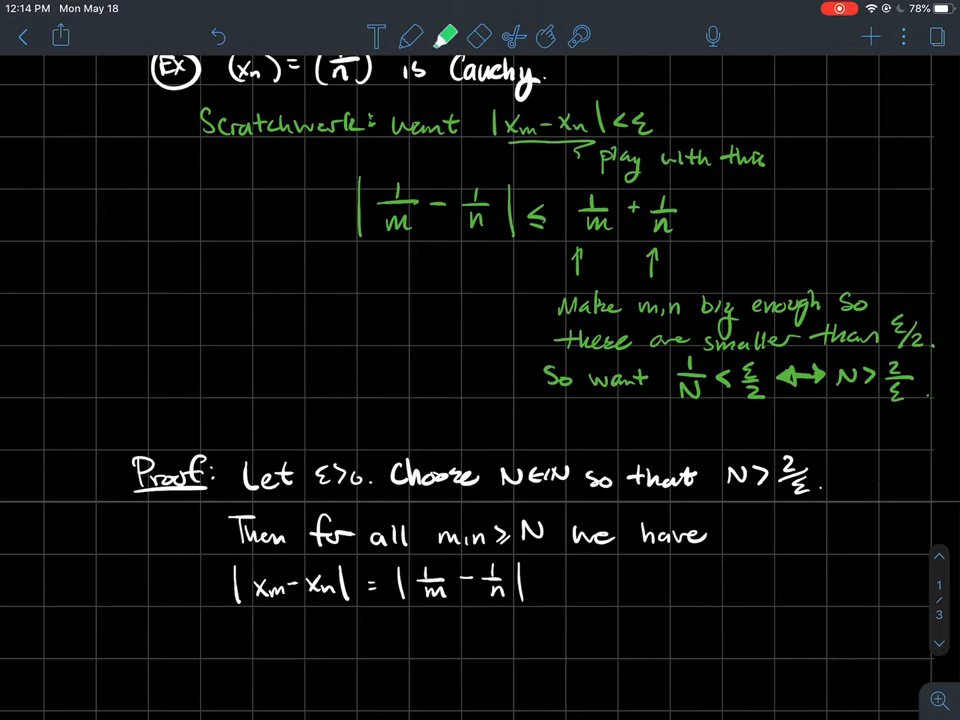 12:14 PM Mon May 18 78%
Ex (xn) = (1/n) is Cauchy.
Scratchwork: want |xm - xn| < ε
play with this
|1/m - 1/n| ≤ 1/m + 1/n
↑ ↑
Make m,n big enough so
these are smaller than ε/2.
So want 1/N < ε/2 ↔ N > 2/ε.
Proof: Let ε>0. Choose N∈ℕ so that N > 2/ε.
Then for all m,n ≥ N we have
|xm - xn| = |1/m - 1/n|
1
/
3